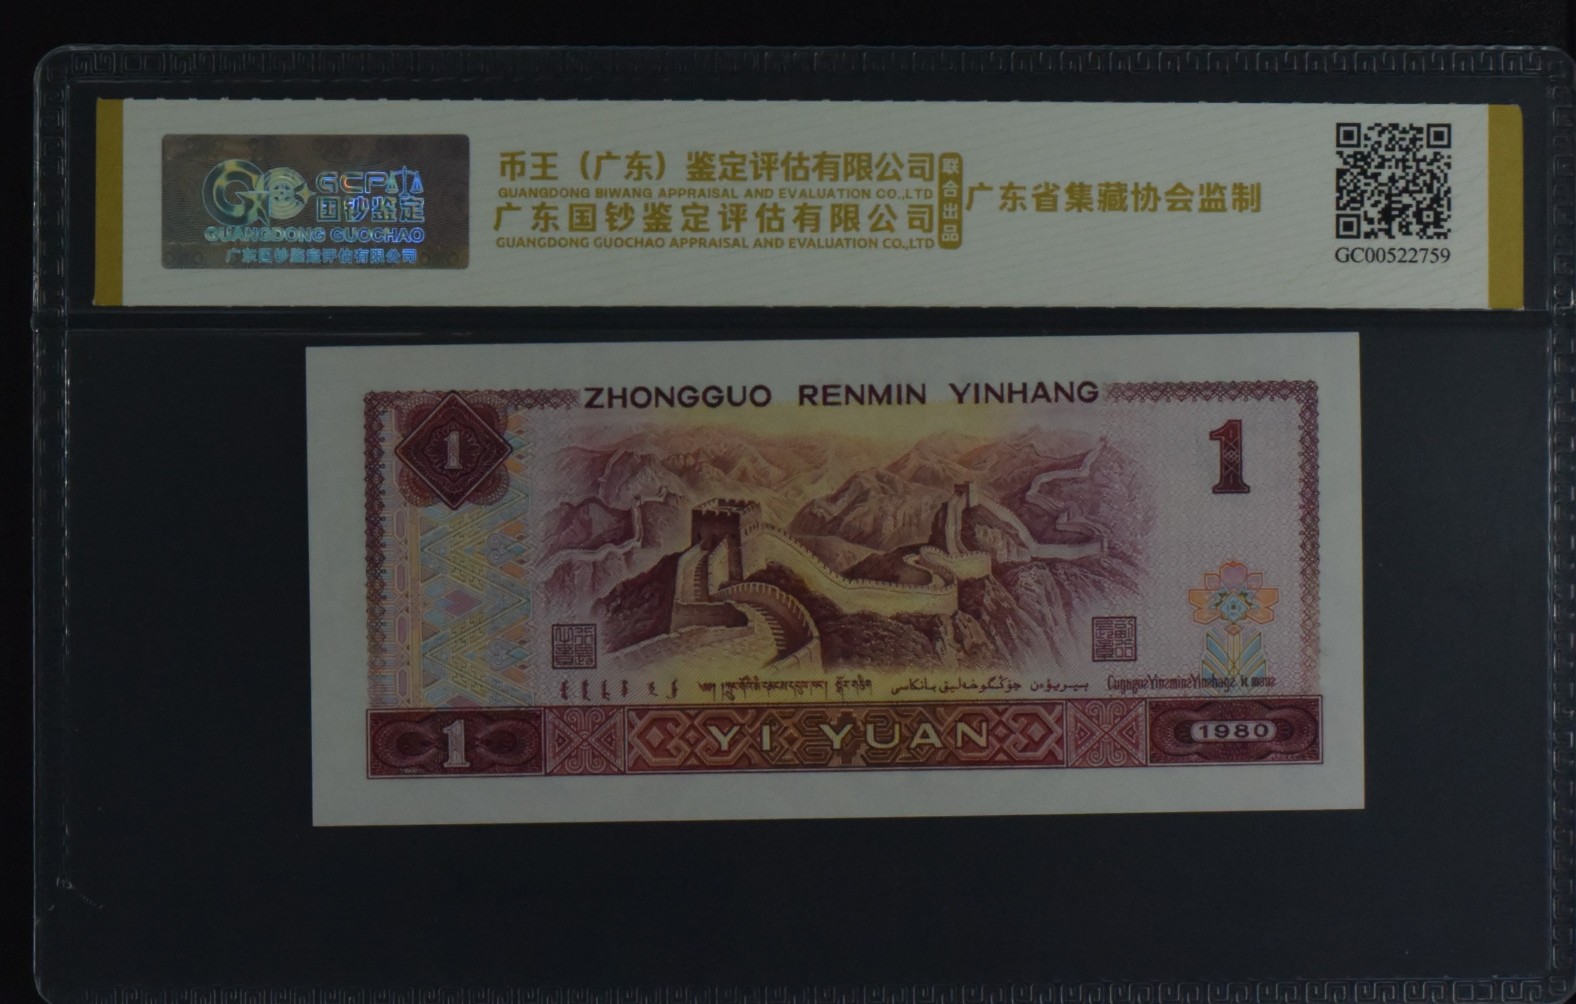 GCP
国钞鉴定
GUANGDONG GUOCHAO
广东国钞鉴定评估有限公司
币王（广东）鉴定评估有限公司
GUANGDONG BIWANG APPRAISAL AND EVALUATION CO.,LTD
广东国钞鉴定评估有限公司
GUANGDONG GUOCHAO APPRAISAL AND EVALUATION CO.,LTD
联合出品
广东省集藏协会监制
GC00522759
ZHONGGUO RENMIN YINHANG
1
1
1
YI YUAN
1980